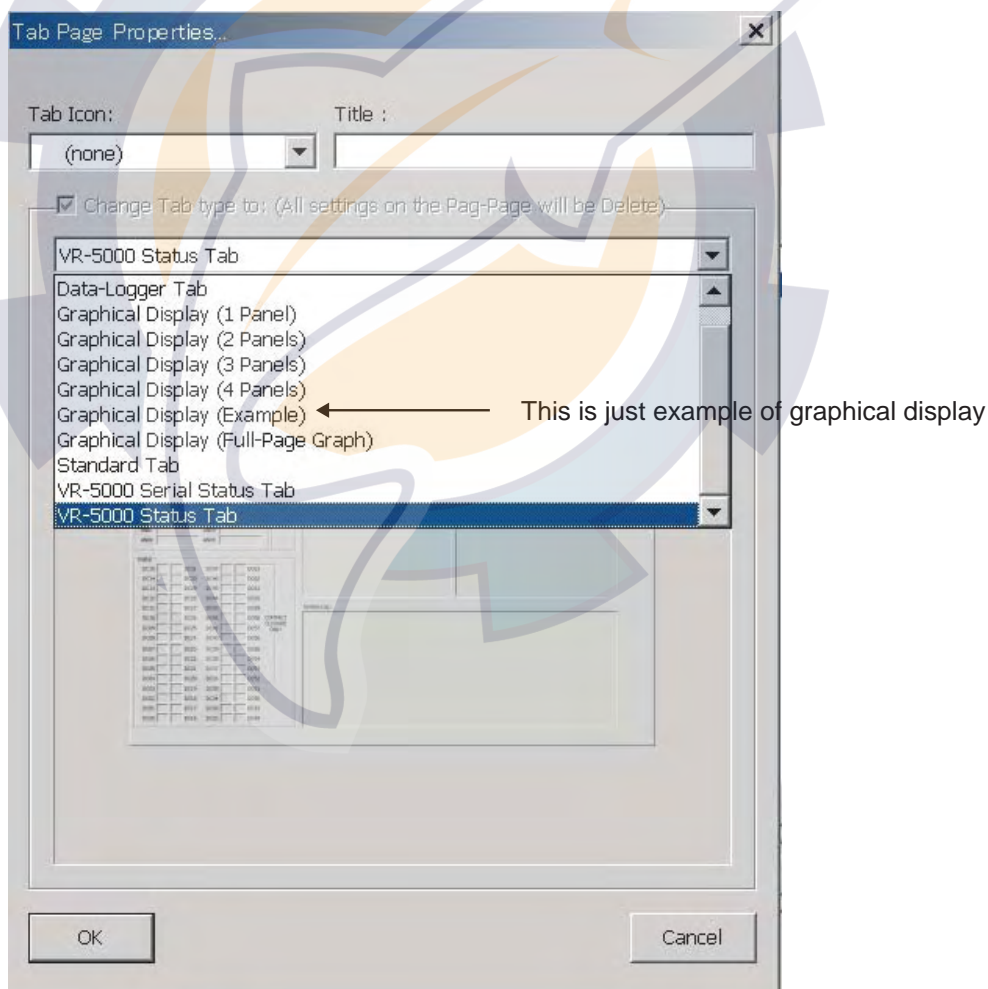 Tab Page Properties...
Tab Icon:
Title :
(none)
Change Tab type to: (All settings on the Pag-Page will be Delete)
VR-5000 Status Tab
Data-Logger Tab
Graphical Display (1 Panel)
Graphical Display (2 Panels)
Graphical Display (3 Panels)
Graphical Display (4 Panels)
Graphical Display (Example)
This is just example of graphical display
Graphical Display (Full-Page Graph)
Standard Tab
VR-5000 Serial Status Tab
VR-5000 Status Tab
OK
Cancel